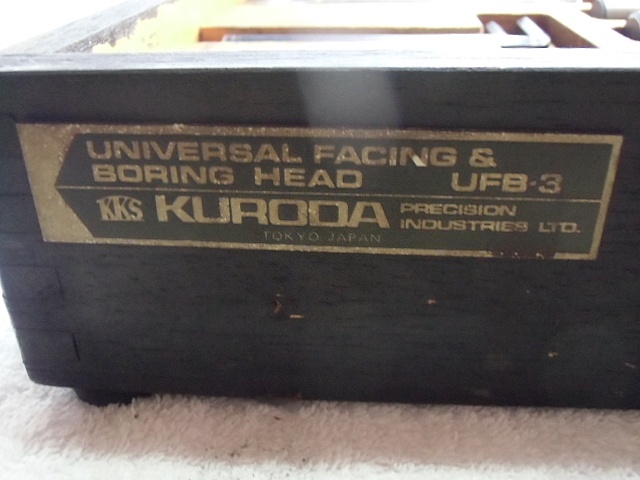 UNIVERSAL FACING &
BORING HEAD UFB-3
KKS KURODA PRECISION INDUSTRIES LTD.
TOKYO JAPAN